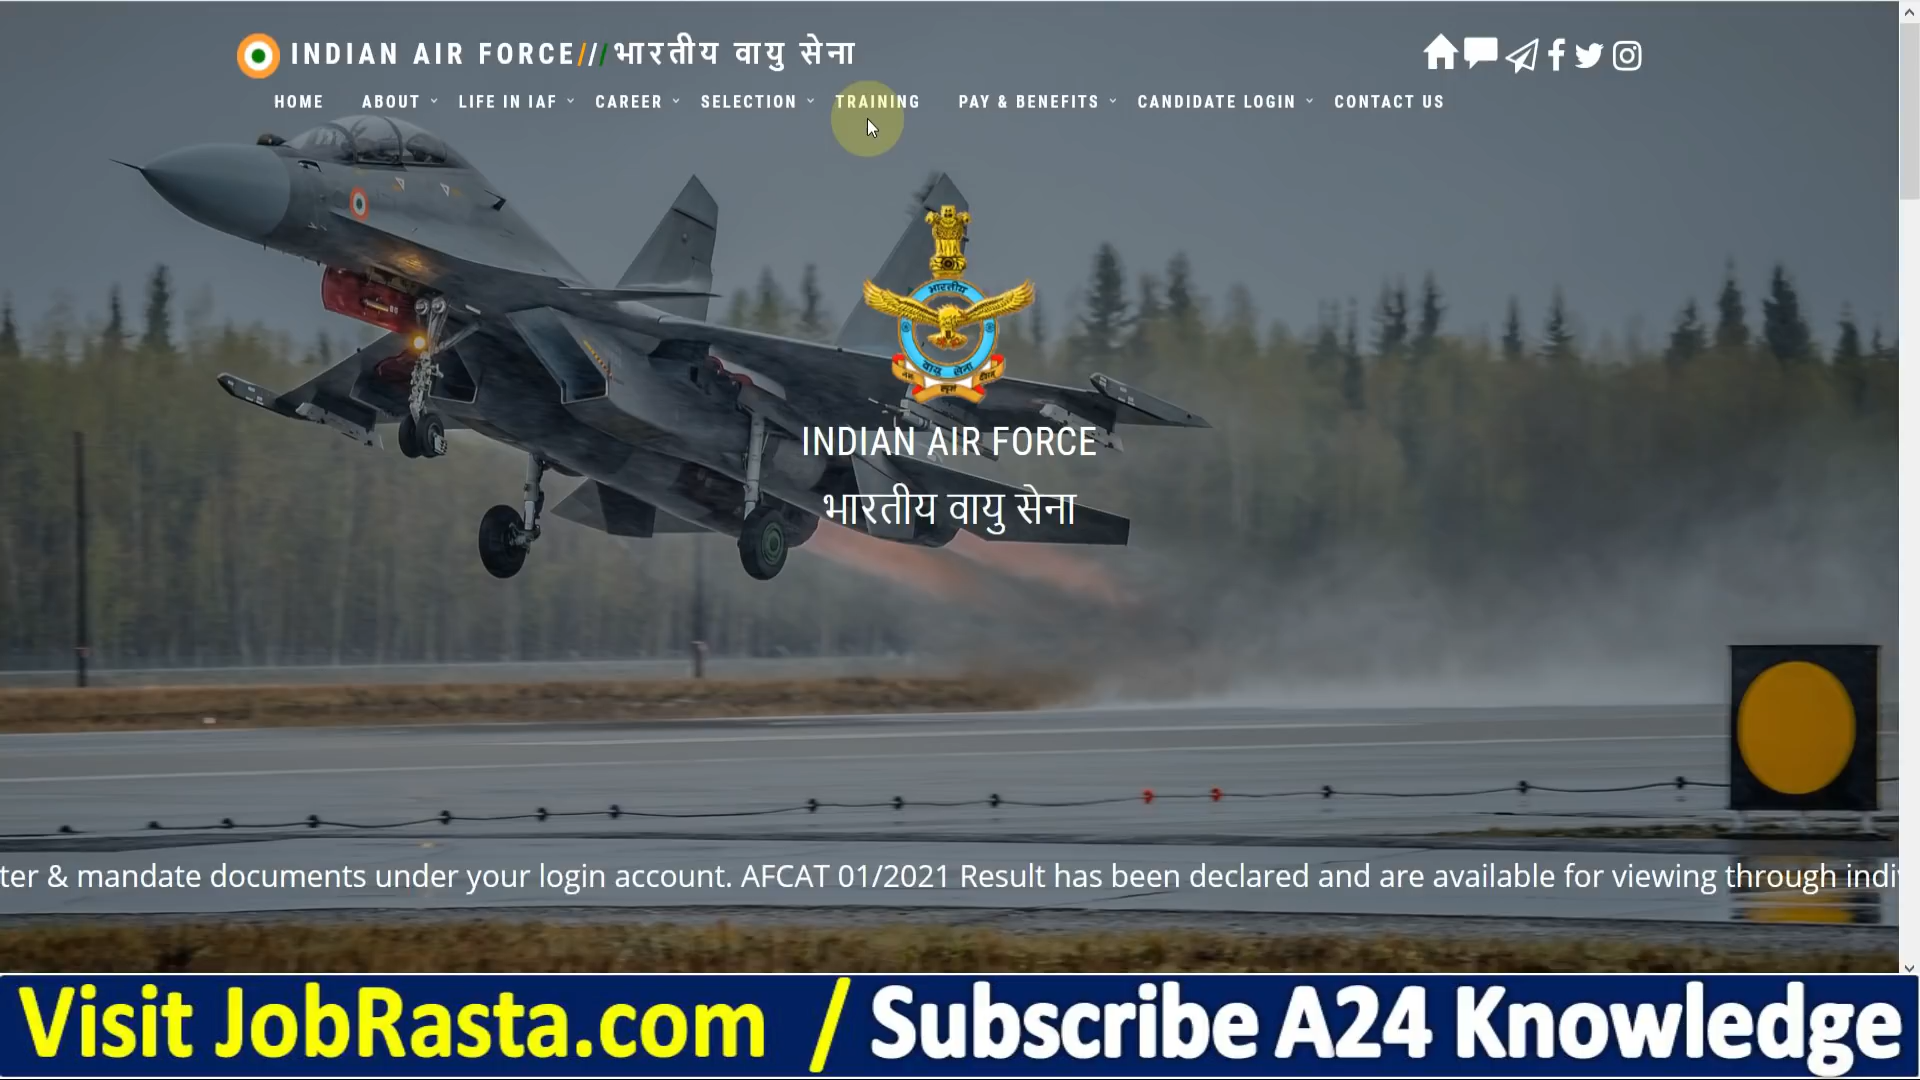 INDIAN AIR FORCE///भारतीय वायु सेना
HOME ABOUT LIFE IN IAF CAREER SELECTION TRAINING PAY & BENEFITS CANDIDATE LOGIN CONTACT US
भारतीय
वायु सेना
INDIAN AIR FORCE
भारतीय वायु सेना
ter & mandate documents under your login account. AFCAT 01/2021 Result has been declared and are available for viewing through indi
Visit JobRasta.com / Subscribe A24 Knowledge